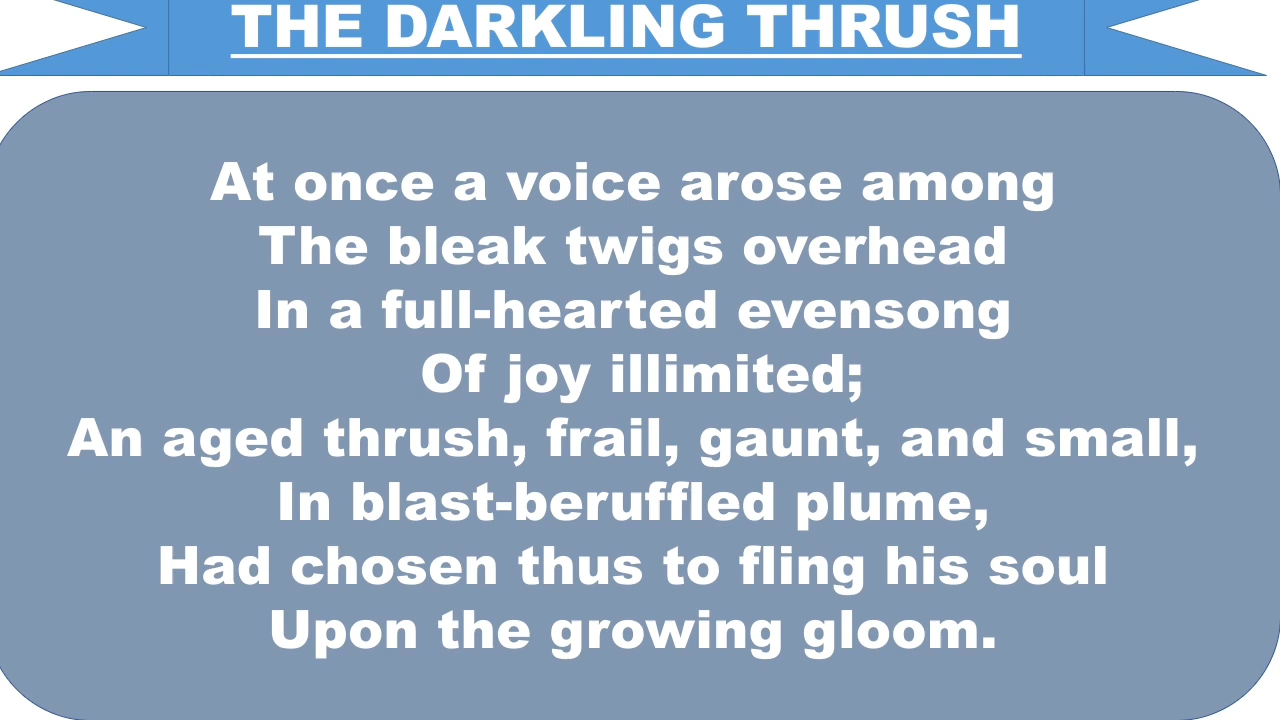 THE DARKLING THRUSH
At once a voice arose among
The bleak twigs overhead
In a full-hearted evensong
Of joy illimited;
An aged thrush, frail, gaunt, and small,
In blast-beruffled plume,
Had chosen thus to fling his soul
Upon the growing gloom.